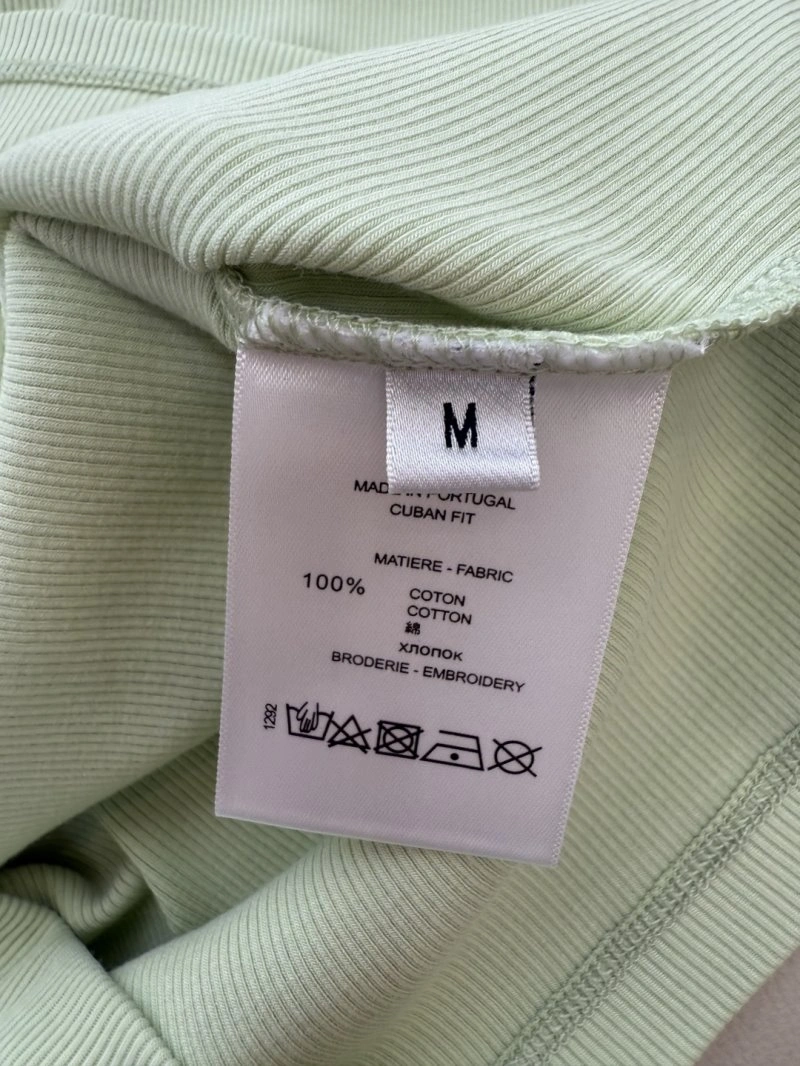 M
MADE IN PORTUGAL
CUBAN FIT
MATIERE - FABRIC
100% COTON
COTTON
綿
хлопок
BRODERIE - EMBROIDERY
1292